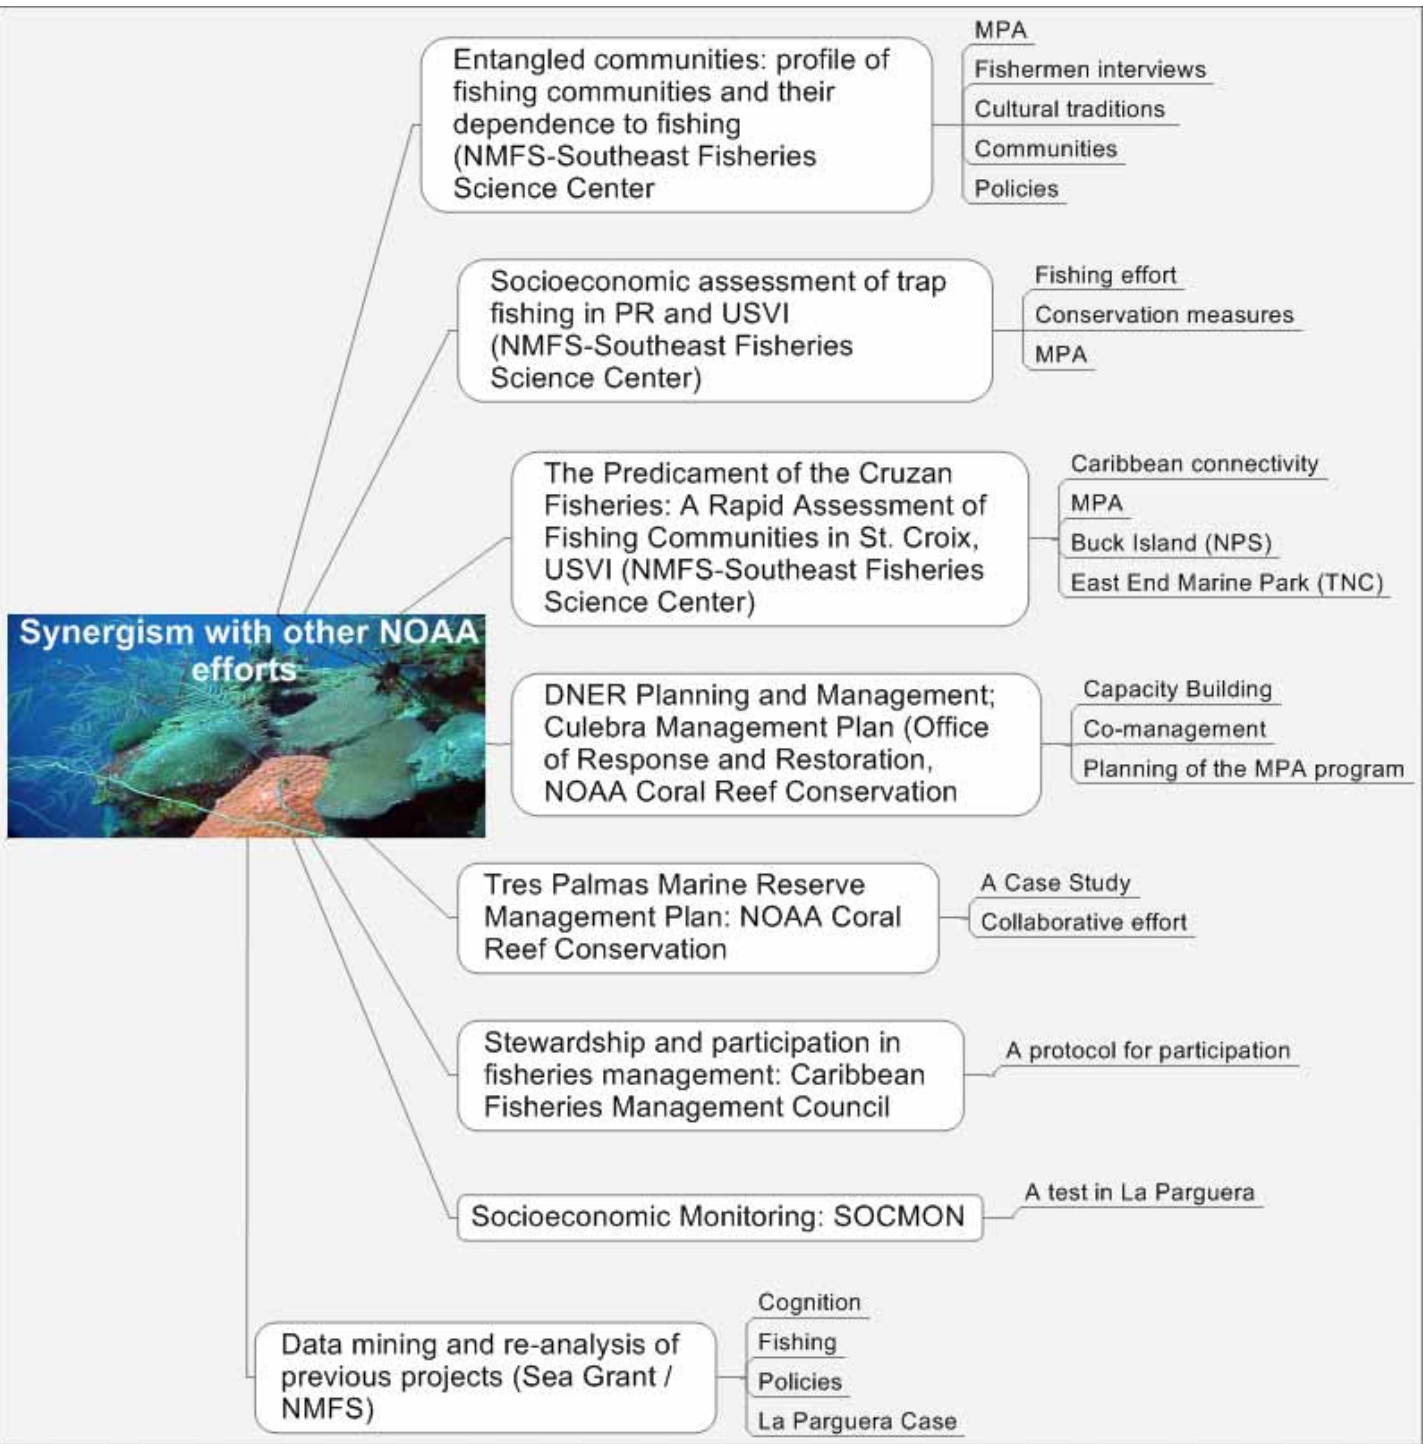 Synergism with other NOAA
efforts
Entangled communities: profile of
fishing communities and their
dependence to fishing
(NMFS-Southeast Fisheries
Science Center
MPA
Fishermen interviews
Cultural traditions
Communities
Policies
Socioeconomic assessment of trap
fishing in PR and USVI
(NMFS-Southeast Fisheries
Science Center)
Fishing effort
Conservation measures
MPA
The Predicament of the Cruzan
Fisheries: A Rapid Assessment of
Fishing Communities in St. Croix,
USVI (NMFS-Southeast Fisheries
Science Center)
Caribbean connectivity
MPA
Buck Island (NPS)
East End Marine Park (TNC)
DNER Planning and Management;
Culebra Management Plan (Office
of Response and Restoration,
NOAA Coral Reef Conservation
Capacity Building
Co-management
Planning of the MPA program
Tres Palmas Marine Reserve
Management Plan: NOAA Coral
Reef Conservation
A Case Study
Collaborative effort
Stewardship and participation in
fisheries management: Caribbean
Fisheries Management Council
A protocol for participation
Socioeconomic Monitoring: SOCMON
A test in La Parguera
Data mining and re-analysis of
previous projects (Sea Grant /
NMFS)
Cognition
Fishing
Policies
La Parguera Case